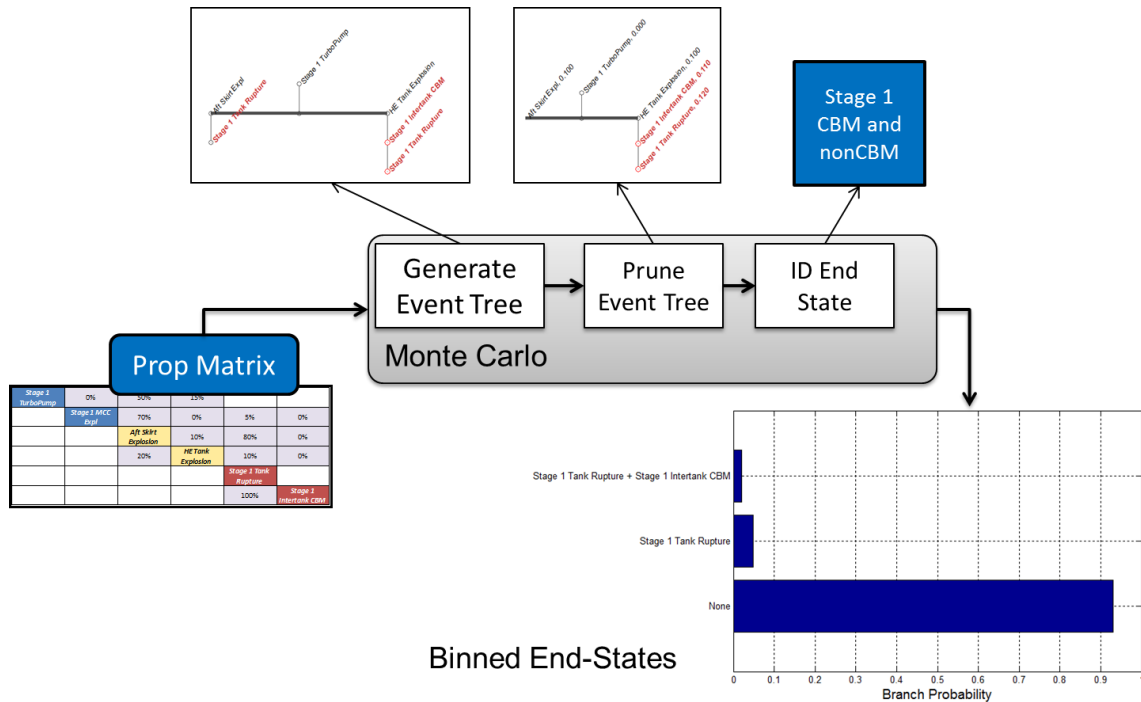 Stage 1 TurboPump
Aft Skirt Expl
Stage 1 Tank Rupture
HE Tank Explosion
Stage 1 Intertank CBM
Stage 1 Tank Rupture
Aft Skirt Expl, 0.100
Stage 1 TurboPump, 0.000
HE Tank Explosion, 0.100
Stage 1 Intertank CBM, 0.110
Stage 1 Tank Rupture, 0.120
Stage 1
CBM and
nonCBM
Generate
Event Tree
Prune
Event Tree
ID End
State
Monte Carlo
Prop Matrix
Stage 1
TurboPump
0%
50%
15%
Stage1 MCC
Expl
70%
0%
5%
0%
Aft Skirt
Explosion
10%
80%
0%
20%
HE Tank
Explosion
10%
0%
Stage 1 Tank
Rupture
100%
Stage 1
Intertank CBM
Stage 1 Tank Rupture + Stage 1 Intertank CBM
Stage 1 Tank Rupture
None
0 0.1 0.2 0.3 0.4 0.5 0.6 0.7 0.8 0.9
Branch Probability
Binned End-States